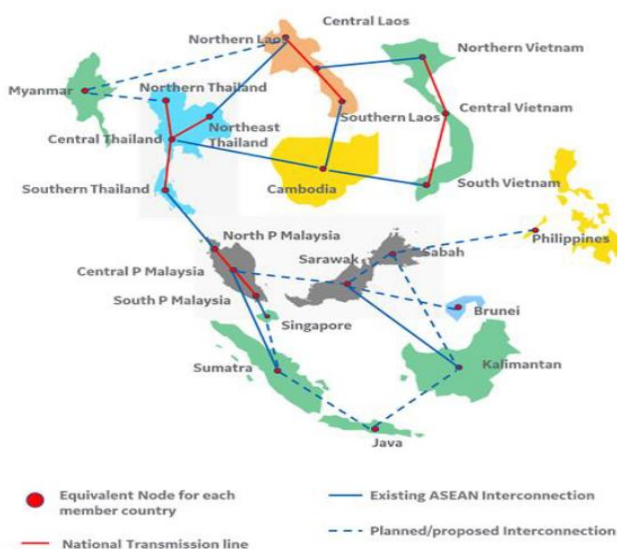 Central Laos
Northern Laos
Northern Vietnam
Myanmar
Northern Thailand
Central Vietnam
Southern Laos
Northeast
Thailand
Central Thailand
Southern Thailand
Cambodia
South Vietnam
North P Malaysia
Philippines
Sabah
Sarawak
Central P Malaysia
South P Malaysia
Brunei
Singapore
Sumatra
Kalimantan
Java
Equivalent Node for each
member country
Existing ASEAN Interconnection
Planned/proposed Interconnection
National Transmission line